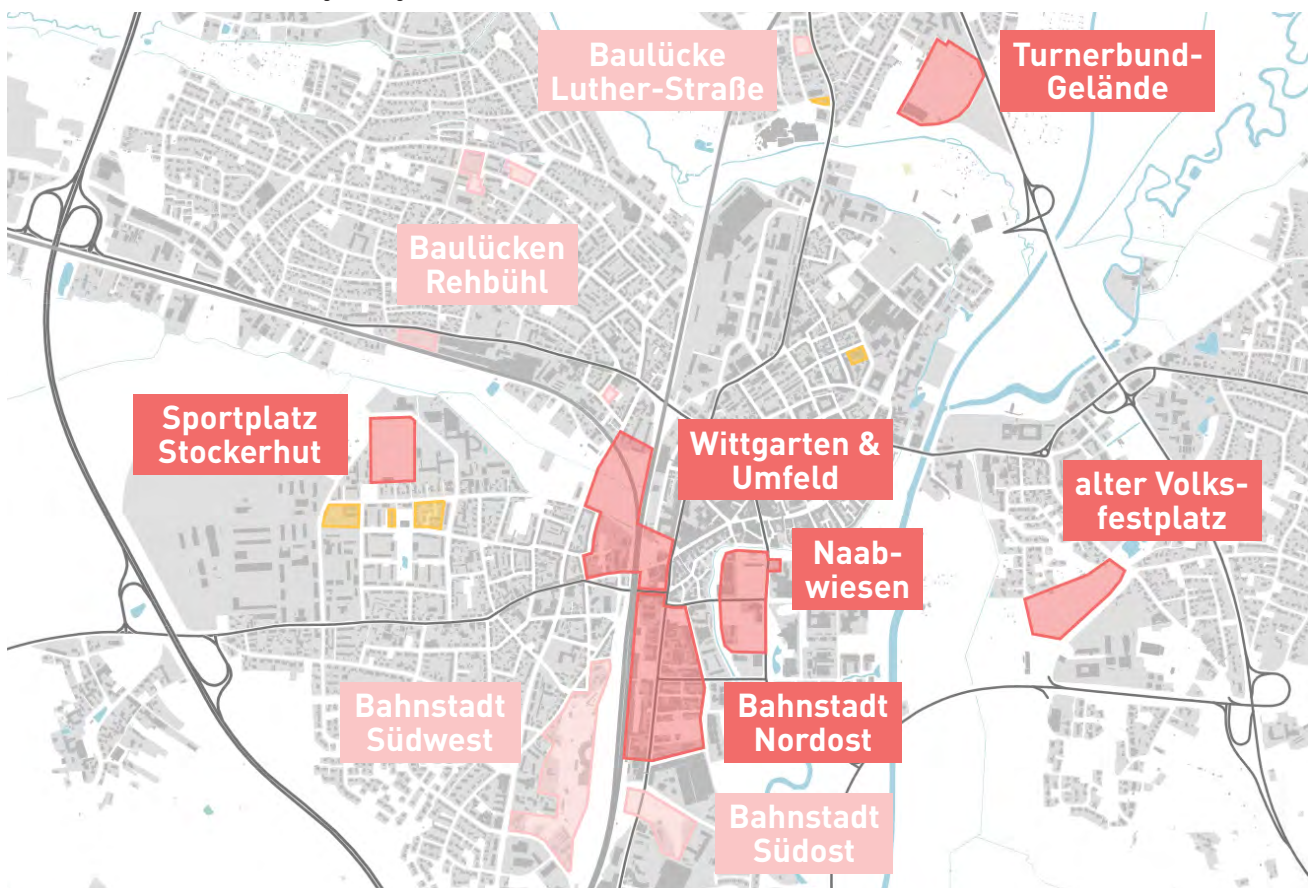 Baulücke
Luther-Straße
Turnerbund-
Gelände
Baulücken
Rehbühl
Sportplatz
Stockerhut
Wittgarten &
Umfeld
alter Volks-
festplatz
Naab-
wiesen
Bahnstadt
Südwest
Bahnstadt
Nordost
Bahnstadt
Südost